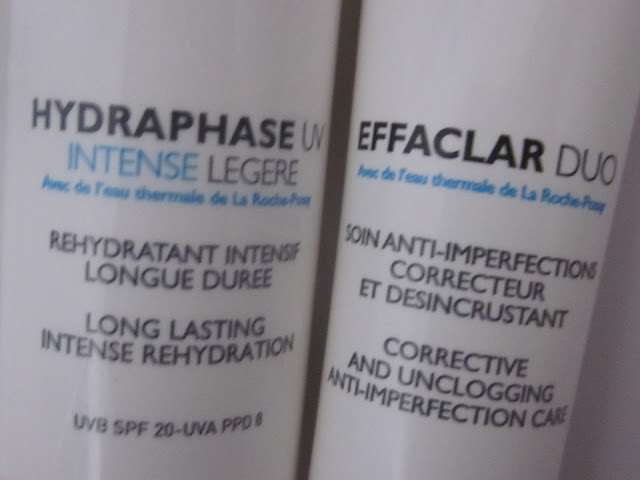 HYDRAPHASE UV
INTENSE LEGERE
Avec de l'eau thermale de La Roche-Posay
REHYDRATANT INTENSIF
LONGUE DUREE
LONG LASTING
INTENSE REHYDRATION
UVB SPF 20-UVA PPD 8
EFFACLAR DUO
Avec de l'eau thermale de La Roche-Posay
SOIN ANTI-IMPERFECTIONS
CORRECTEUR
ET DESINCRUSTANT
CORRECTIVE
AND UNCLOGGING
ANTI-IMPERFECTION CARE